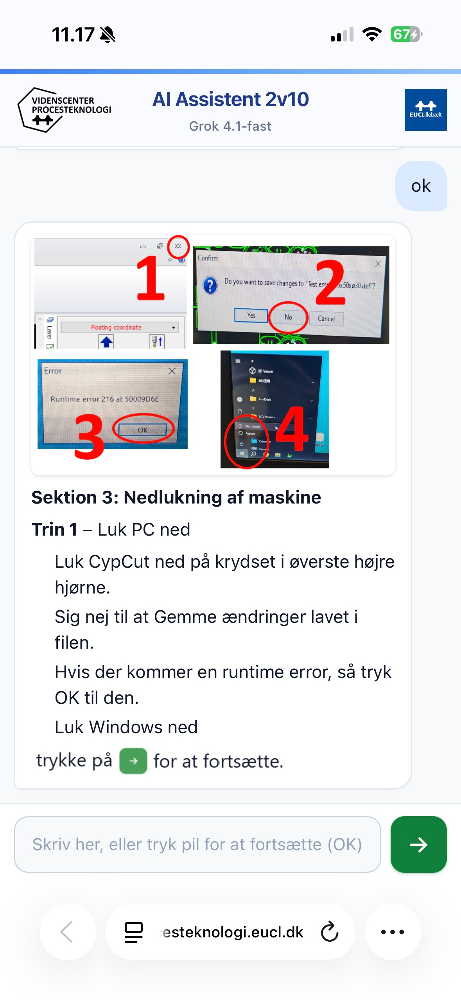 11.17
67
VIDENSCENTER
PROCESTEKNOLOGI
AI Assistent 2v10
Grok 4.1-fast
EUCLillebælt
ok
1
Layer
Floating coordinate
Confirm
2
Do you want to save changes to "Test em x50xø30.dxf"?
Yes No Cancel
Error
Runtime error 216 at 50009D6E
3
OK
#
3D Viewer
A
AnyDesk
B
BCVMonitor
Shut down
Restart
4
Sektion 3: Nedlukning af maskine
Trin 1 – Luk PC ned
Luk CypCut ned på krydset i øverste højre
hjørne.
Sig nej til at Gemme ændringer lavet i
filen.
Hvis der kommer en runtime error, så tryk
OK til den.
Luk Windows ned
trykke på → for at fortsætte.
Skriv her, eller tryk pil for at fortsætte (OK)
esteknologi.eucl.dk